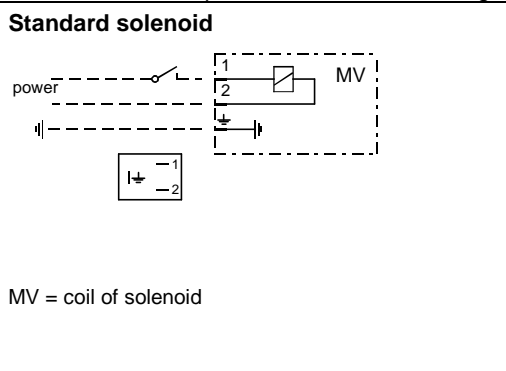 Standard solenoid
1
MV
power
2
1
2
MV = coil of solenoid